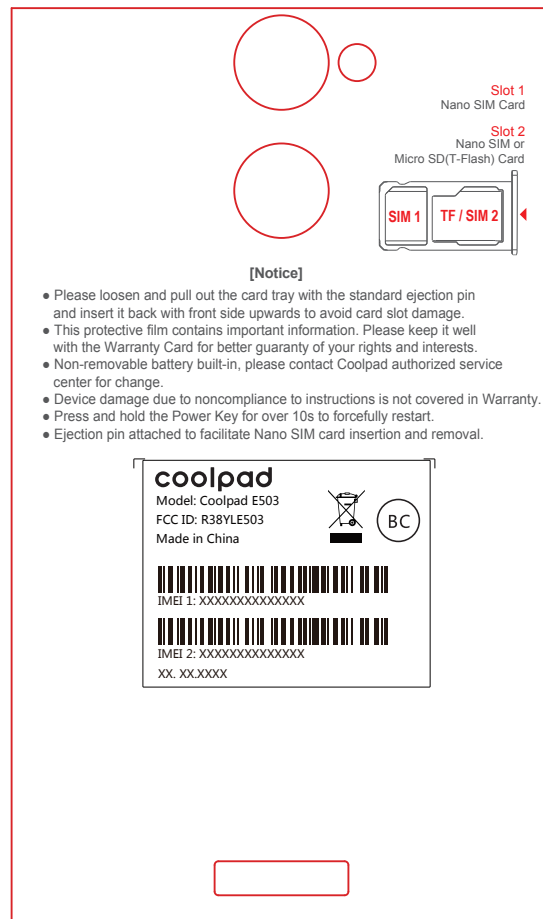 Slot 1
Nano SIM Card
Slot 2
Nano SIM or
Micro SD(T-Flash) Card
SIM 1 TF / SIM 2
[Notice]
● Please loosen and pull out the card tray with the standard ejection pin
and insert it back with front side upwards to avoid card slot damage.
● This protective film contains important information. Please keep it well
with the Warranty Card for better guaranty of your rights and interests.
● Non-removable battery built-in, please contact Coolpad authorized service
center for change.
● Device damage due to noncompliance to instructions is not covered in Warranty.
● Press and hold the Power Key for over 10s to forcefully restart.
● Ejection pin attached to facilitate Nano SIM card insertion and removal.
coolpad
Model: Coolpad E503
FCC ID: R38YLE503
Made in China
BC
IMEI 1: XXXXXXXXXXXXXXX
IMEI 2: XXXXXXXXXXXXXXX
XX. XX.XXXX